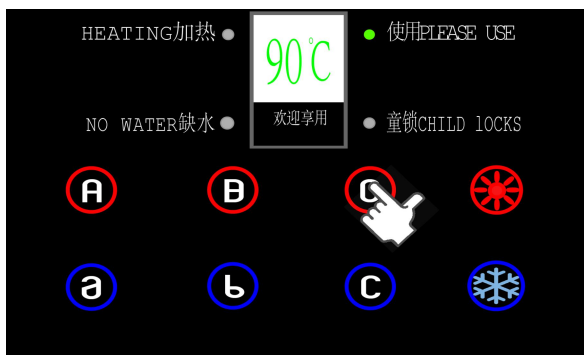 HEATING加热
90℃
使用PLEASE USE
NO WATER缺水
欢迎享用
童锁CHILD lOCKS
A
B
C
a
b
C